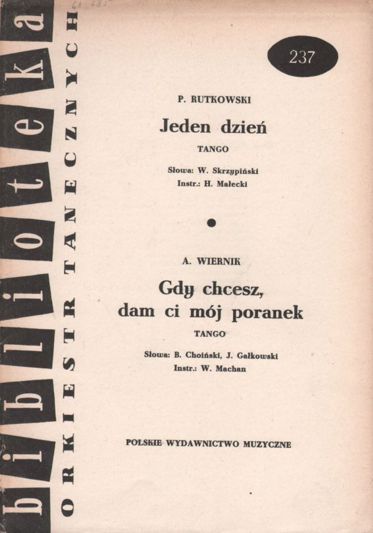 biblioteka
ORKIESTR TANECZNYCH
237
P. RUTKOWSKI
Jeden dzień
TANGO
Słowa: W. Skrzypiński
Instr.: H. Małecki
A. WIERNIK
Gdy chcesz,
dam ci mój poranek
TANGO
Słowa: B. Choiński, J. Gałkowski
Instr.: W. Machan
POLSKIE WYDAWNICTWO MUZYCZNE